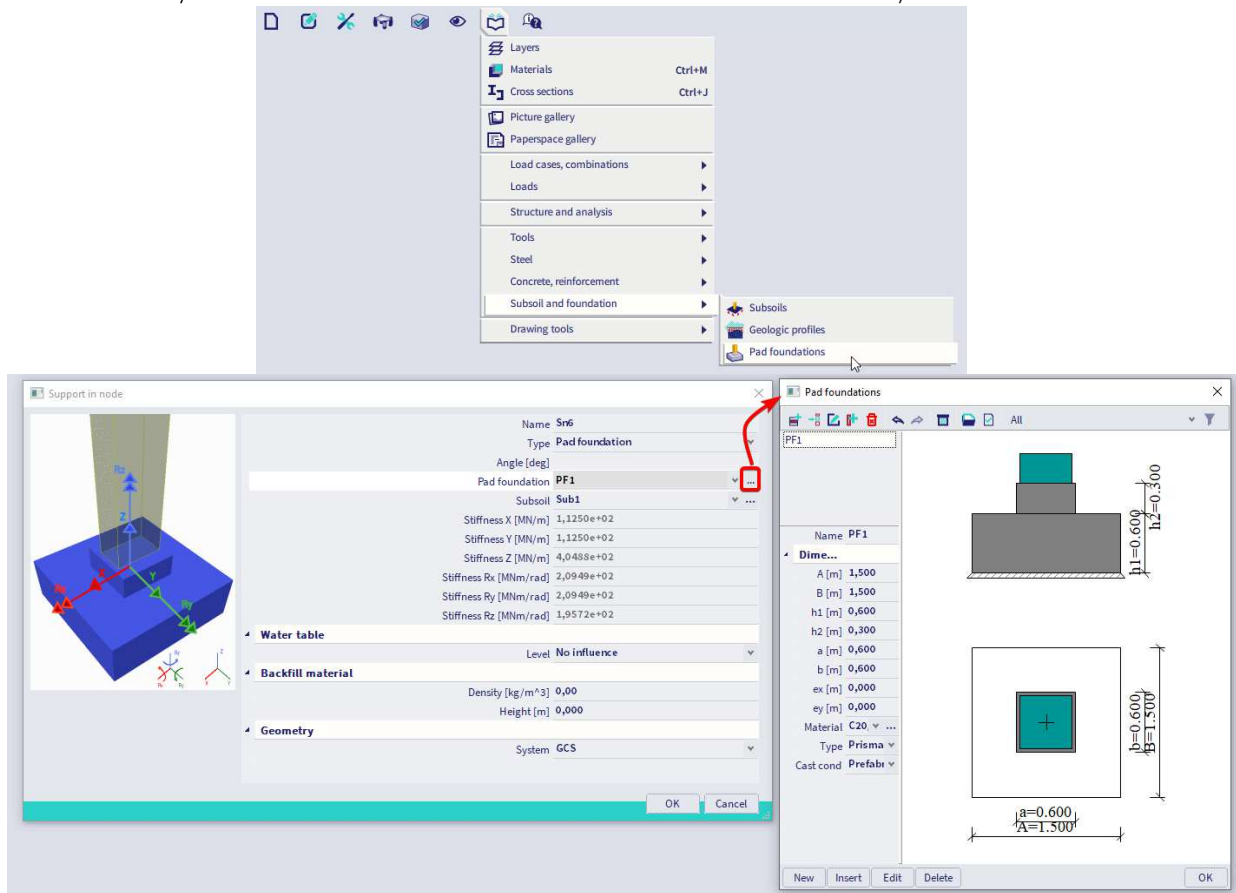 Layers
Materials Ctrl+M
Cross sections Ctrl+J
Picture gallery
Paperspace gallery
Load cases, combinations
Loads
Structure and analysis
Tools
Steel
Concrete, reinforcement
Subsoil and foundation
Drawing tools
Subsoils
Geologic profiles
Pad foundations
Support in node
Name Sn6
Type Pad foundation
Angle [deg]
Pad foundation PF1 ...
Subsoil Sub1 ...
Stiffness X [MN/m] 1,1250e+02
Stiffness Y [MN/m] 1,1250e+02
Stiffness Z [MN/m] 4,0488e+02
Stiffness Rx [MNm/rad] 2,0949e+02
Stiffness Ry [MNm/rad] 2,0949e+02
Stiffness Rz [MNm/rad] 1,9572e+02
Water table
Level No influence
Backfill material
Density [kg/m^3] 0,00
Height [m] 0,000
Geometry
System GCS
OK Cancel
Rz
Z
X
Y
Rx
Ry
Pad foundations
All
PF1
Name PF1
Dime...
A [m] 1,500
B [m] 1,500
h1 [m] 0,600
h2 [m] 0,300
a [m] 0,600
b [m] 0,600
ex [m] 0,000
ey [m] 0,000
Material C20, ...
Type Prisma
Cast cond Prefabr
h1=0.600
h2=0.300
b=0.600
B=1.500
a=0.600
A=1.500
New Insert Edit Delete OK